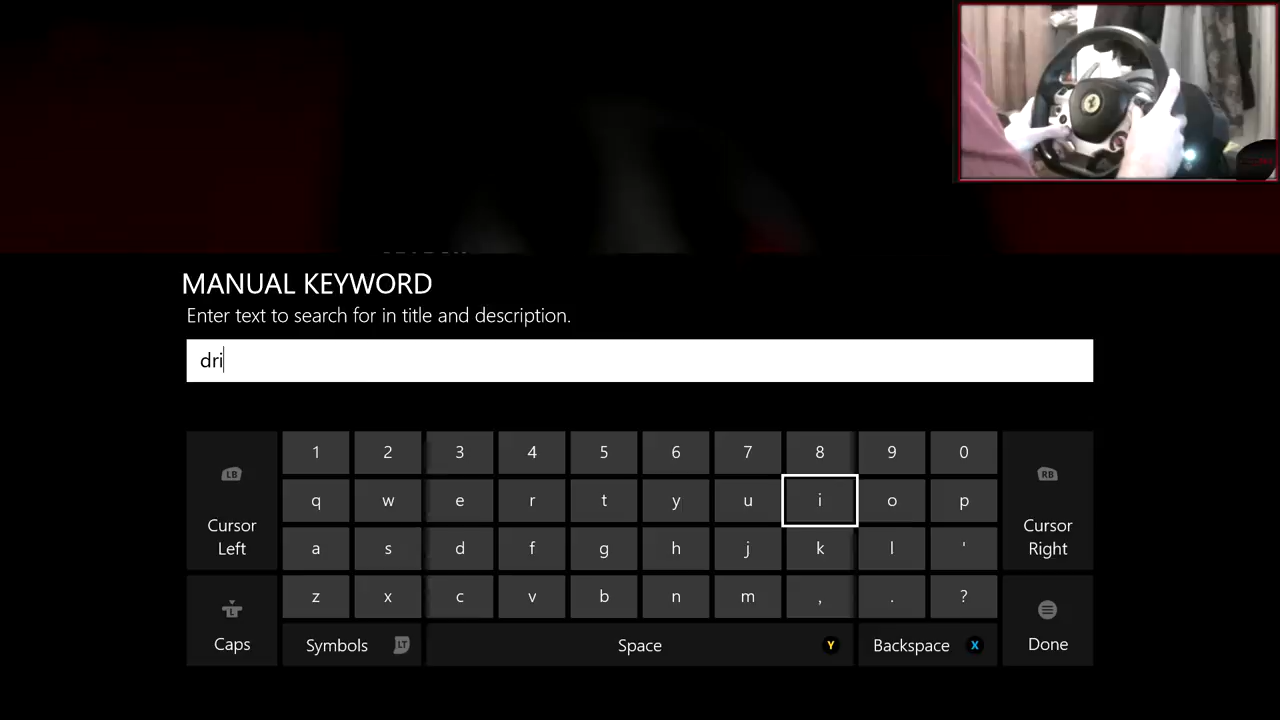 MANUAL KEYWORD
Enter text to search for in title and description.
dri
LB
1 2 3 4 5 6 7 8 9 0
RB
q w e r t y u i o p
Cursor Left
a s d f g h j k l '
Cursor Right
z x c v b n m , . ?
L
Caps
Symbols LT
Space Y
Backspace X
Done